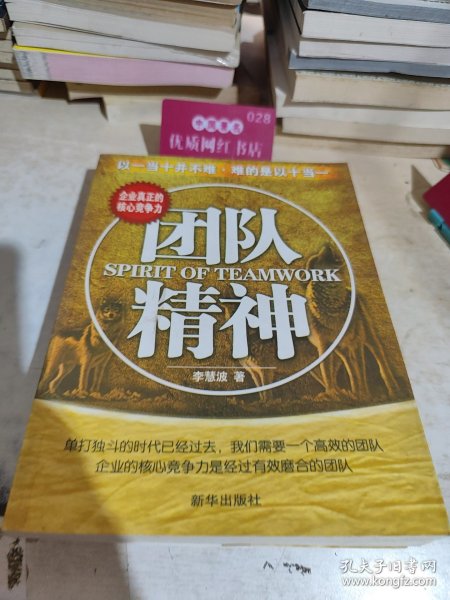 028
中国书店
优质网红书店
以一当十并不难·难的是以十当一
企业真正的
核心竞争力
团队
SPIRIT OF TEAMWORK
精神
李慧波 著
单打独斗的时代已经过去，我们需要一个高效的团队
企业的核心竞争力是经过有效磨合的团队
新华出版社
孔夫子旧书网
www.kongfz.com